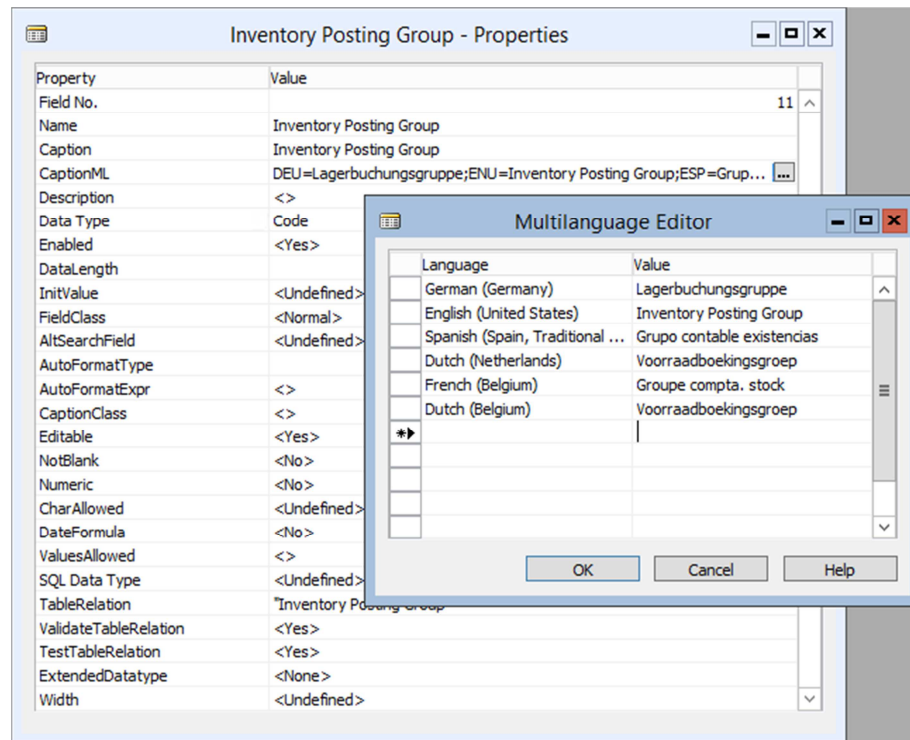 Inventory Posting Group - Properties
Property Value
Field No. 11
Name Inventory Posting Group
Caption Inventory Posting Group
CaptionML DEU=Lagerbuchungsgruppe;ENU=Inventory Posting Group;ESP=Grup... ...
Description <>
Data Type Code
Enabled <Yes>
DataLength
InitValue <Undefined>
FieldClass <Normal>
AltSearchField <Undefined>
AutoFormatType
AutoFormatExpr <>
CaptionClass <>
Editable <Yes>
NotBlank <No>
Numeric <No>
CharAllowed <Undefined>
DateFormula <No>
ValuesAllowed <>
SQL Data Type <Undefined>
TableRelation "Inventory Posting Group"
ValidateTableRelation <Yes>
TestTableRelation <Yes>
ExtendedDatatype <None>
Width <Undefined>
Multilanguage Editor
Language Value
German (Germany) Lagerbuchungsgruppe
English (United States) Inventory Posting Group
Spanish (Spain, Traditional ... Grupo contable existencias
Dutch (Netherlands) Voorraadboekingsgroep
French (Belgium) Groupe compta. stock
Dutch (Belgium) Voorraadboekingsgroep
OK Cancel Help